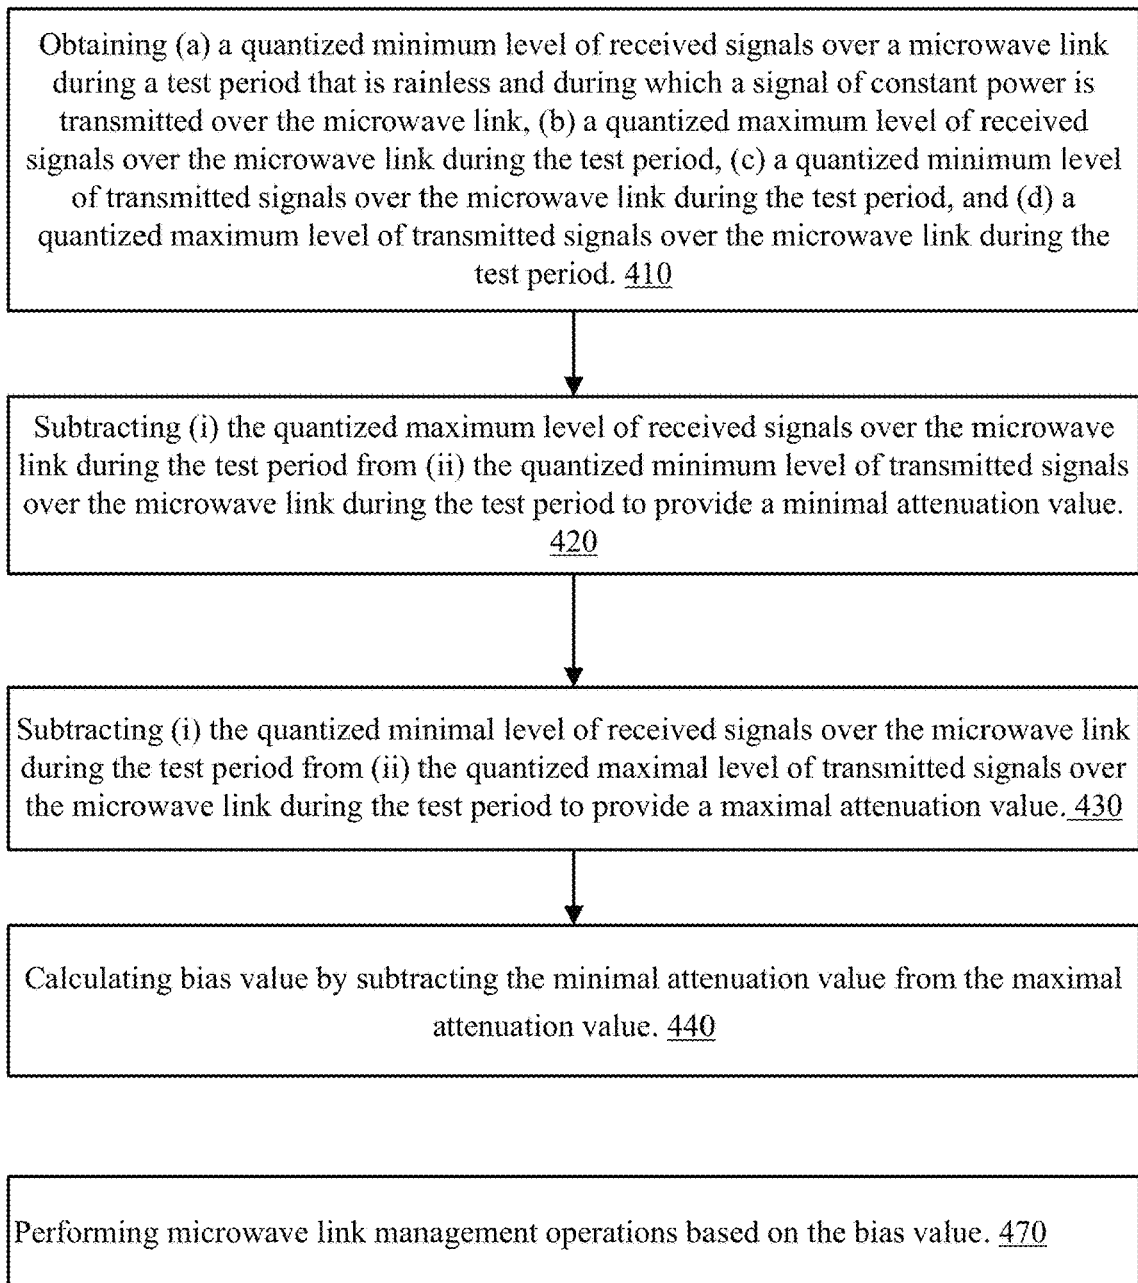 Obtaining (a) a quantized minimum level of received signals over a microwave link
during a test period that is rainless and during which a signal of constant power is
transmitted over the microwave link, (b) a quantized maximum level of received
signals over the microwave link during the test period, (c) a quantized minimum level
of transmitted signals over the microwave link during the test period, and (d) a
quantized maximum level of transmitted signals over the microwave link during the
test period. 410
Subtracting (i) the quantized maximum level of received signals over the microwave
link during the test period from (ii) the quantized minimum level of transmitted signals
over the microwave link during the test period to provide a minimal attenuation value.
420
Subtracting (i) the quantized minimal level of received signals over the microwave link
during the test period from (ii) the quantized maximal level of transmitted signals over
the microwave link during the test period to provide a maximal attenuation value. 430
Calculating bias value by subtracting the minimal attenuation value from the maximal
attenuation value. 440
Performing microwave link management operations based on the bias value. 470